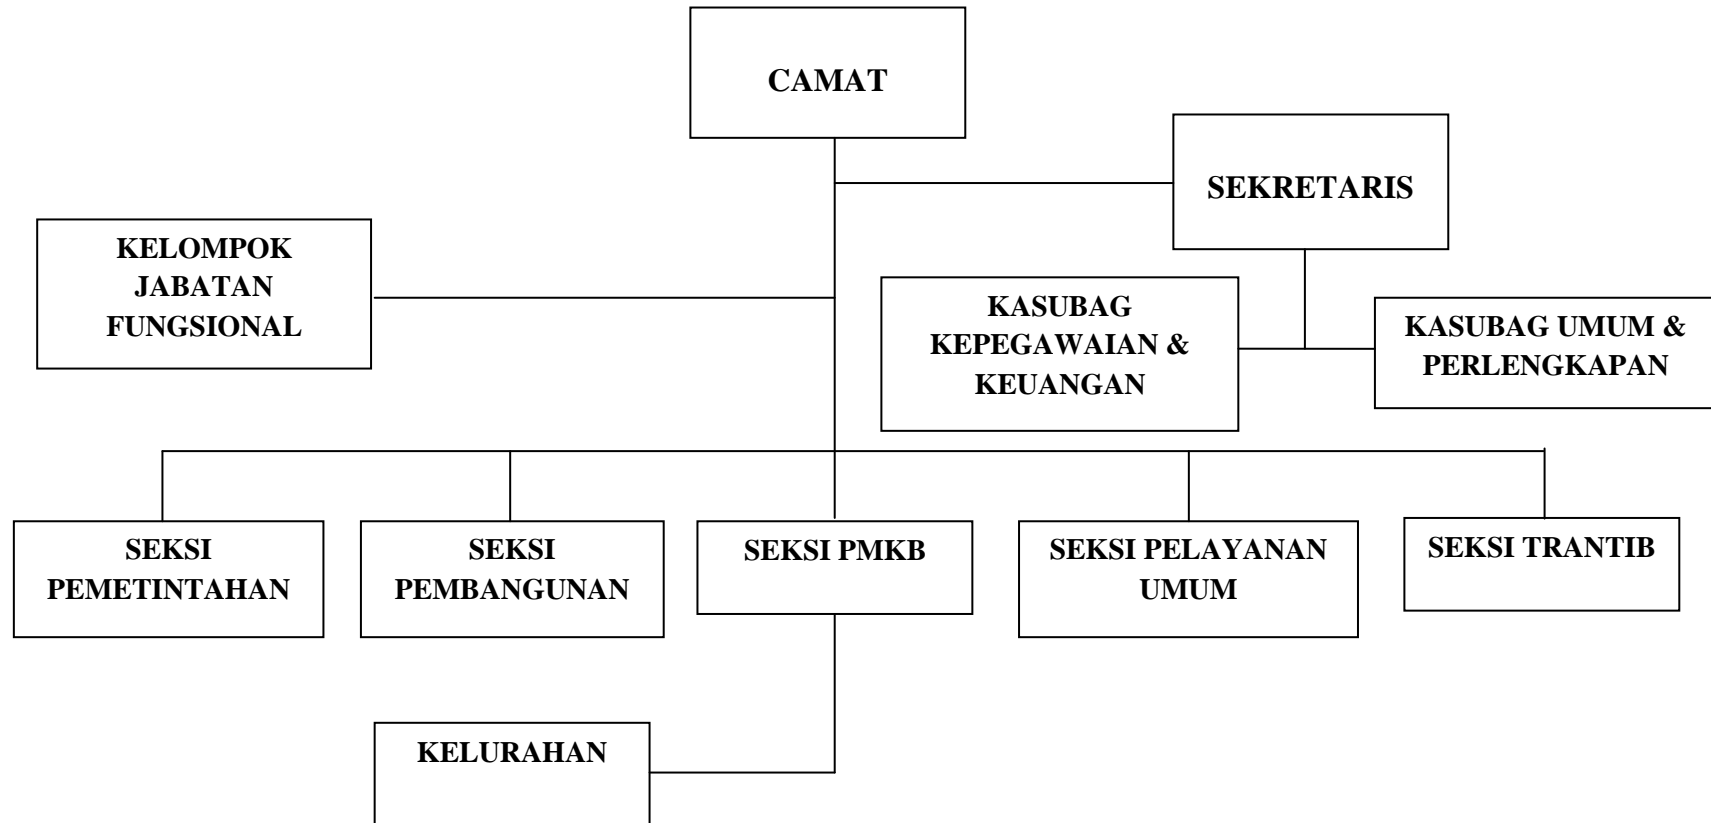 CAMAT
SEKRETARIS
KELOMPOK
JABATAN
FUNGSIONAL
KASUBAG
KEPEGAWAIAN &
KEUANGAN
KASUBAG UMUM &
PERLENGKAPAN
SEKSI
PEMETINTAHAN
SEKSI
PEMBANGUNAN
SEKSI PMKB
SEKSI PELAYANAN
UMUM
SEKSI TRANTIB
KELURAHAN